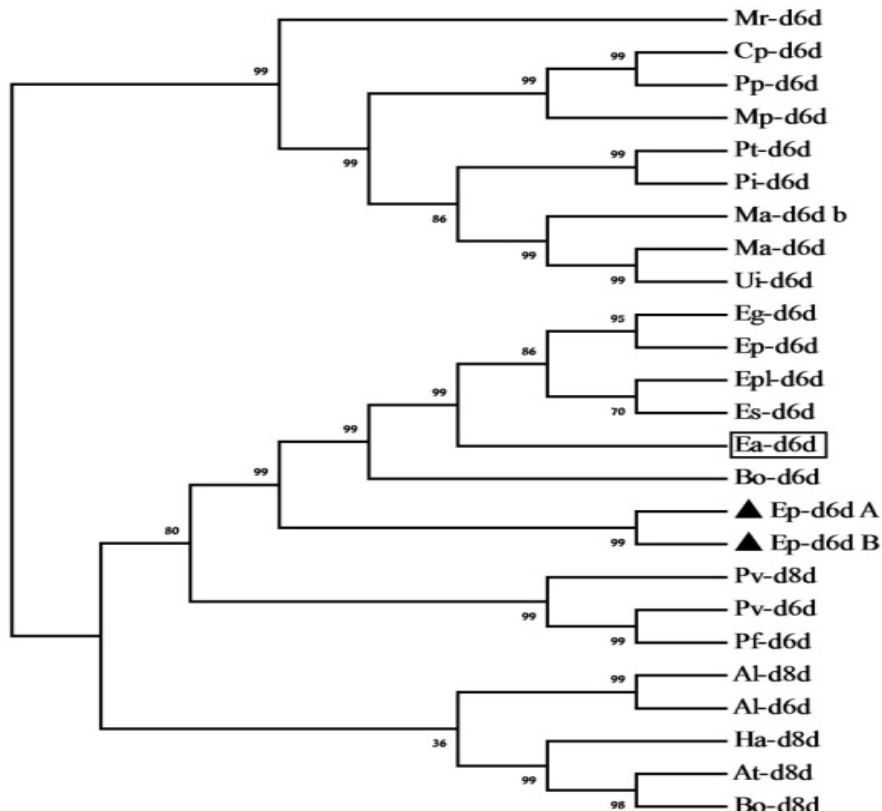 Mr-d6d
99
Cp-d6d
99
Pp-d6d
99
Mp-d6d
99
Pt-d6d
99
Pi-d6d
86
Ma-d6d b
99
Ma-d6d
99
Ui-d6d
Eg-d6d
95
Ep-d6d
86
Epl-d6d
99
Es-d6d
70
99
Ea-d6d
99
Bo-d6d
Ep-d6d A
80
99
Ep-d6d B
Pv-d8d
99
Pv-d6d
99
Pf-d6d
Al-d8d
99
Al-d6d
36
Ha-d8d
99
At-d8d
98
Bo-d8d